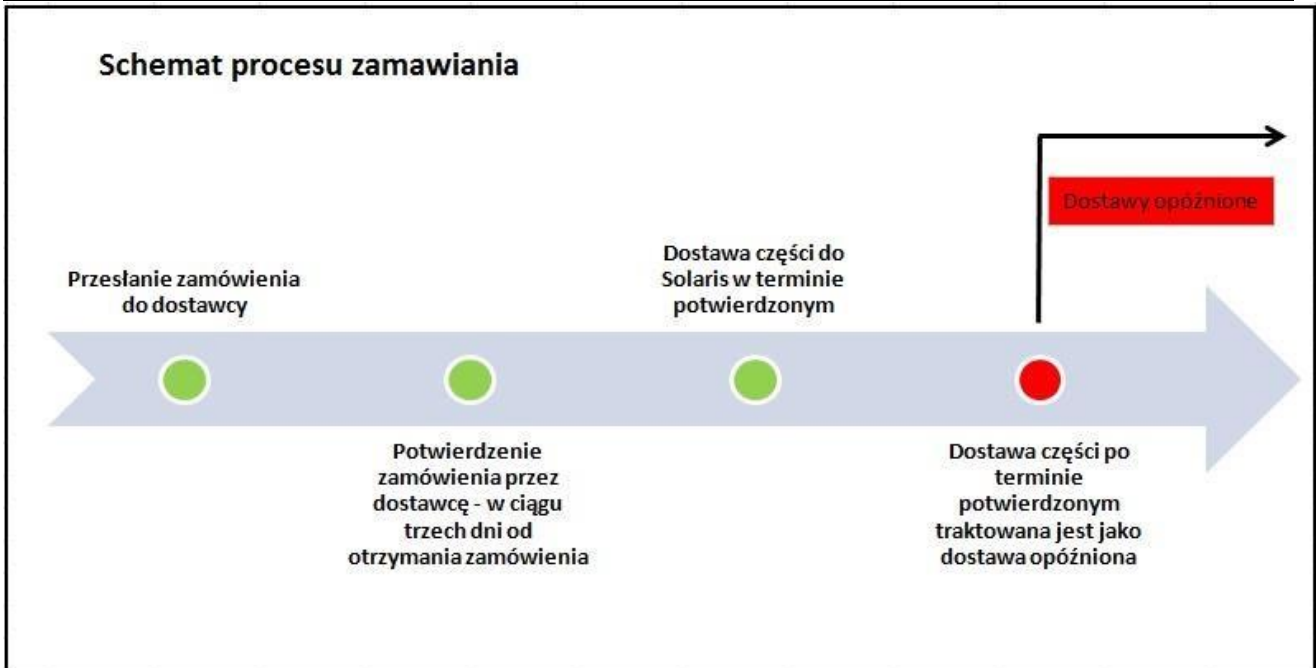 Schemat procesu zamawiania
Dostawy opóźnione
Przesłanie zamówienia
do dostawcy
Potwierdzenie
zamówienia przez
dostawcę - w ciągu
trzech dni od
otrzymania zamówienia
Dostawa części do
Solaris w terminie
potwierdzonym
Dostawa części po
terminie
potwierdzonym
traktowana jest jako
dostawa opóźniona